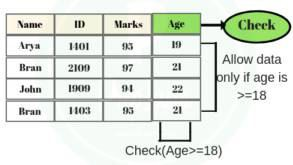 Name ID Marks Age Check
Arya 1401 95 19
Bran 2109 97 21
John 1909 94 22
Bran 1403 95 21
Allow data
only if age is
>=18
Check(Age>=18)